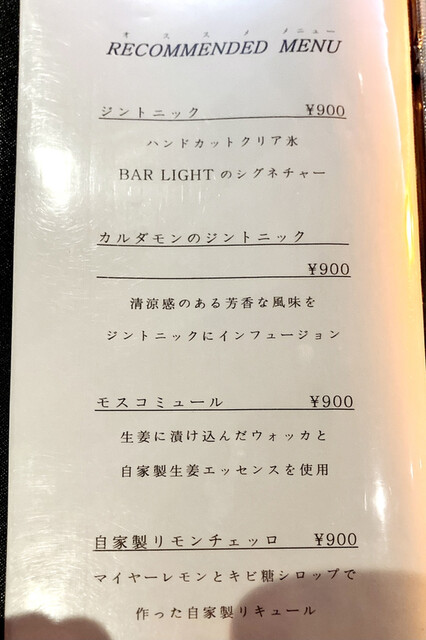 オススメ メニュー
RECOMMENDED MENU
ジントニック ¥900
ハンドカットクリア氷
BAR LIGHTのシグネチャー
カルダモンのジントニック
¥900
清涼感のある芳香な風味を
ジントニックにインフュージョン
モスコミュール ¥900
生姜に漬け込んだウォッカと
自家製生姜エッセンスを使用
自家製リモンチェッロ ¥900
マイヤーレモンとキビ糖シロップで
作った自家製リキュール